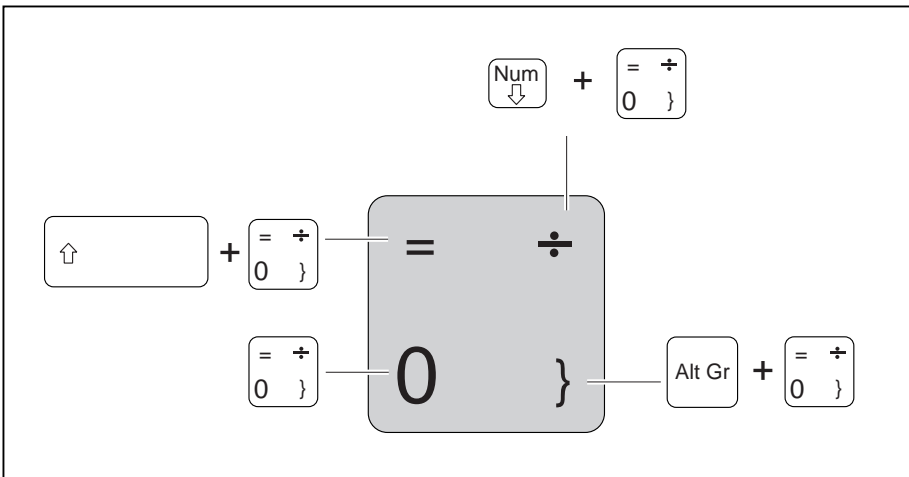 Num + = ÷
⇩ 0 }
= ÷
⇧ + = ÷
0 }
= ÷
0 }
0 }
Alt Gr + = ÷
0 }